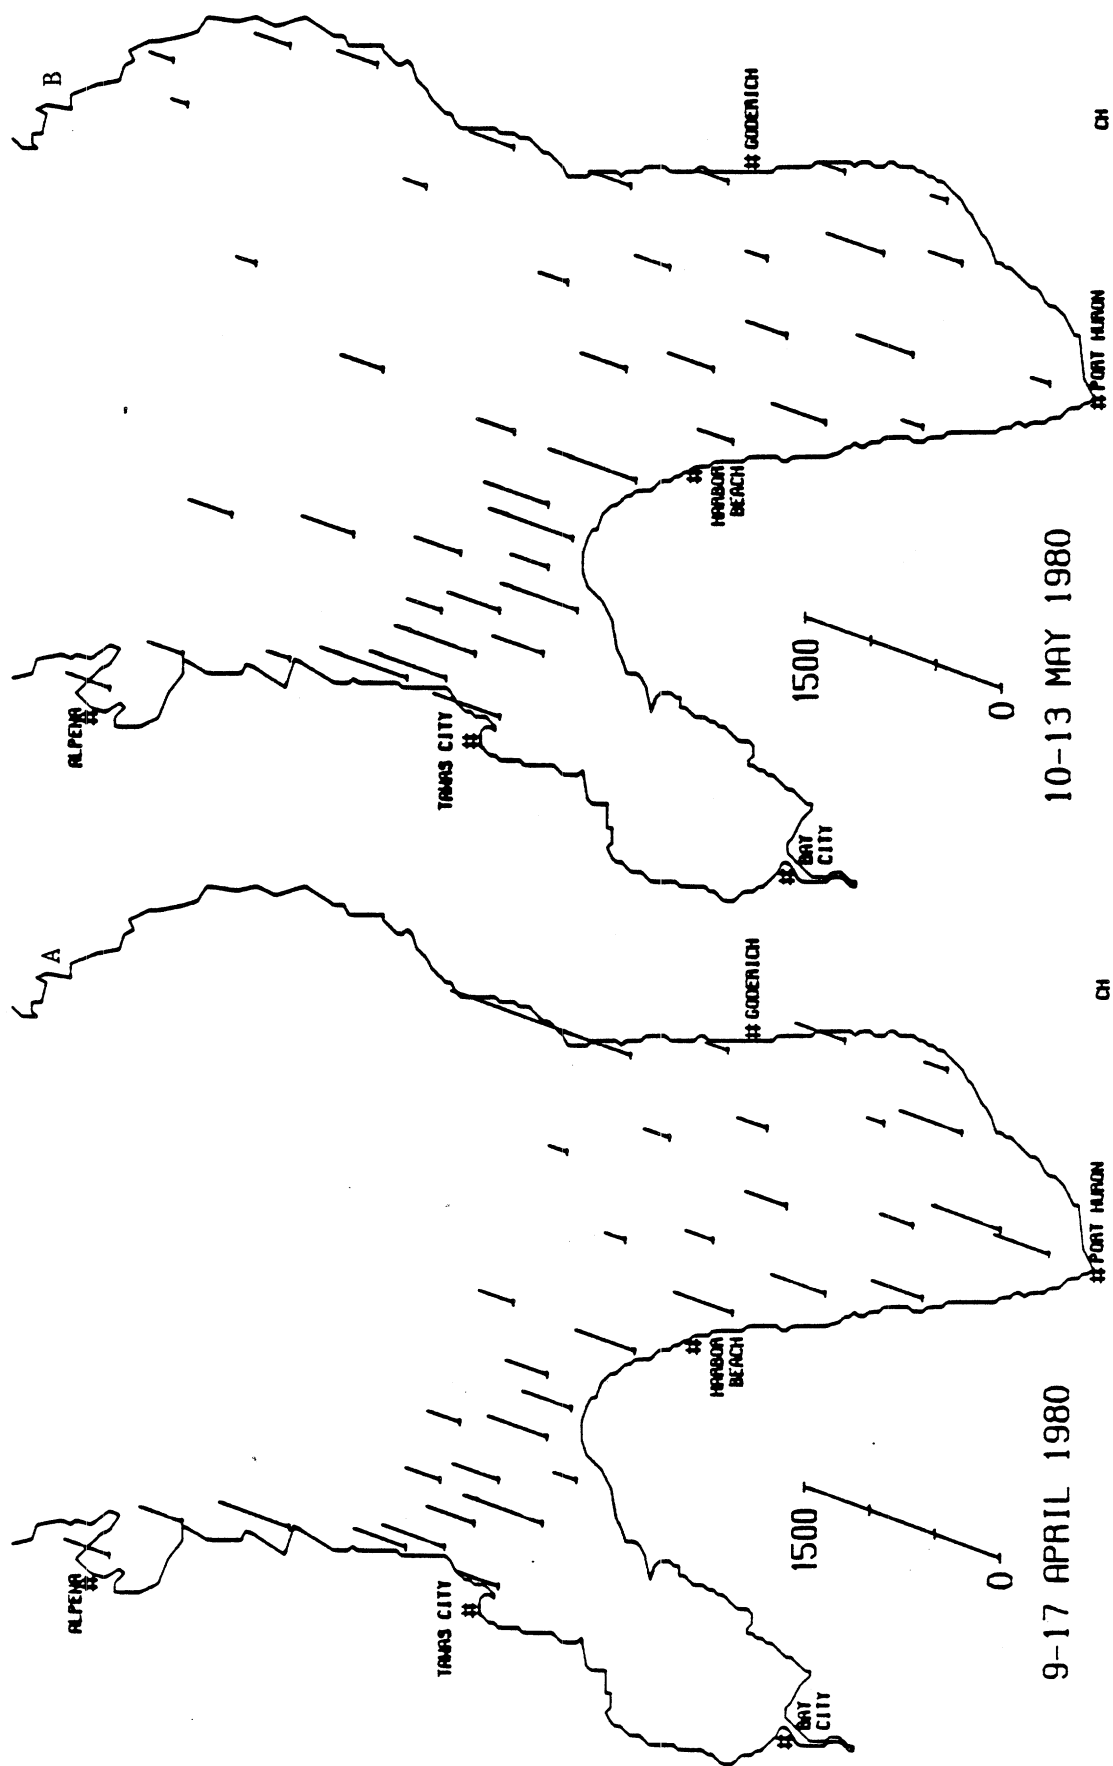 B
ALPENA
#
TAWAS CITY
#
# GODERICH
#
HARBOR
BEACH
# BAY
CITY
# PORT HURON
1500
0
CH
10-13 MAY 1980
A
ALPENA
#
TAWAS CITY
#
# GODERICH
#
HARBOR
BEACH
# BAY
CITY
# PORT HURON
1500
0
CH
9-17 APRIL 1980